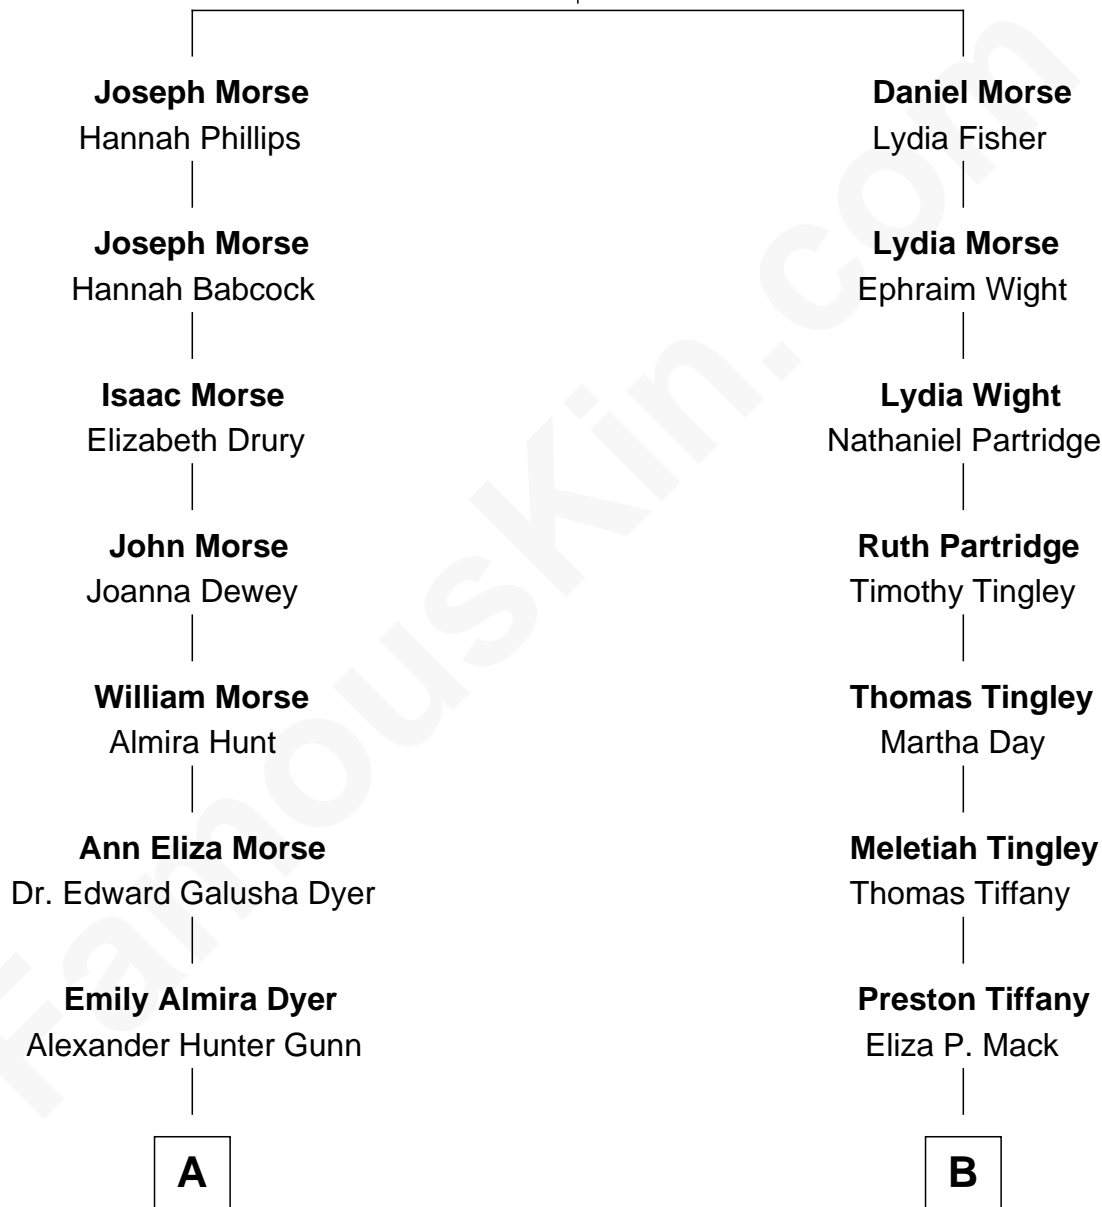 Joseph Morse
Hannah Phillips
Joseph Morse
Hannah Babcock
Isaac Morse
Elizabeth Drury
John Morse
Joanna Dewey
William Morse
Almira Hunt
Ann Eliza Morse
Dr. Edward Galusha Dyer
Emily Almira Dyer
Alexander Hunter Gunn
A
Daniel Morse
Lydia Fisher
Lydia Morse
Ephraim Wight
Lydia Wight
Nathaniel Partridge
Ruth Partridge
Timothy Tingley
Thomas Tingley
Martha Day
Meletiah Tingley
Thomas Tiffany
Preston Tiffany
Eliza P. Mack
B
FamousKin.com